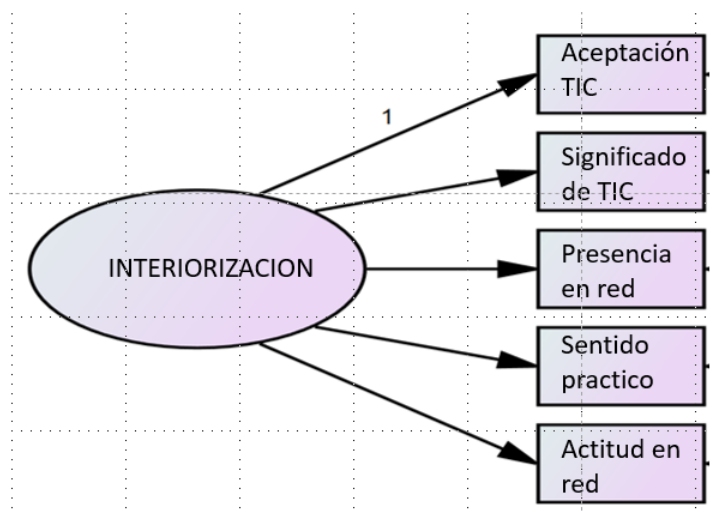 Aceptación
TIC
1
Significado
de TIC
INTERIORIZACION
Presencia
en red
Sentido
practico
Actitud en
red